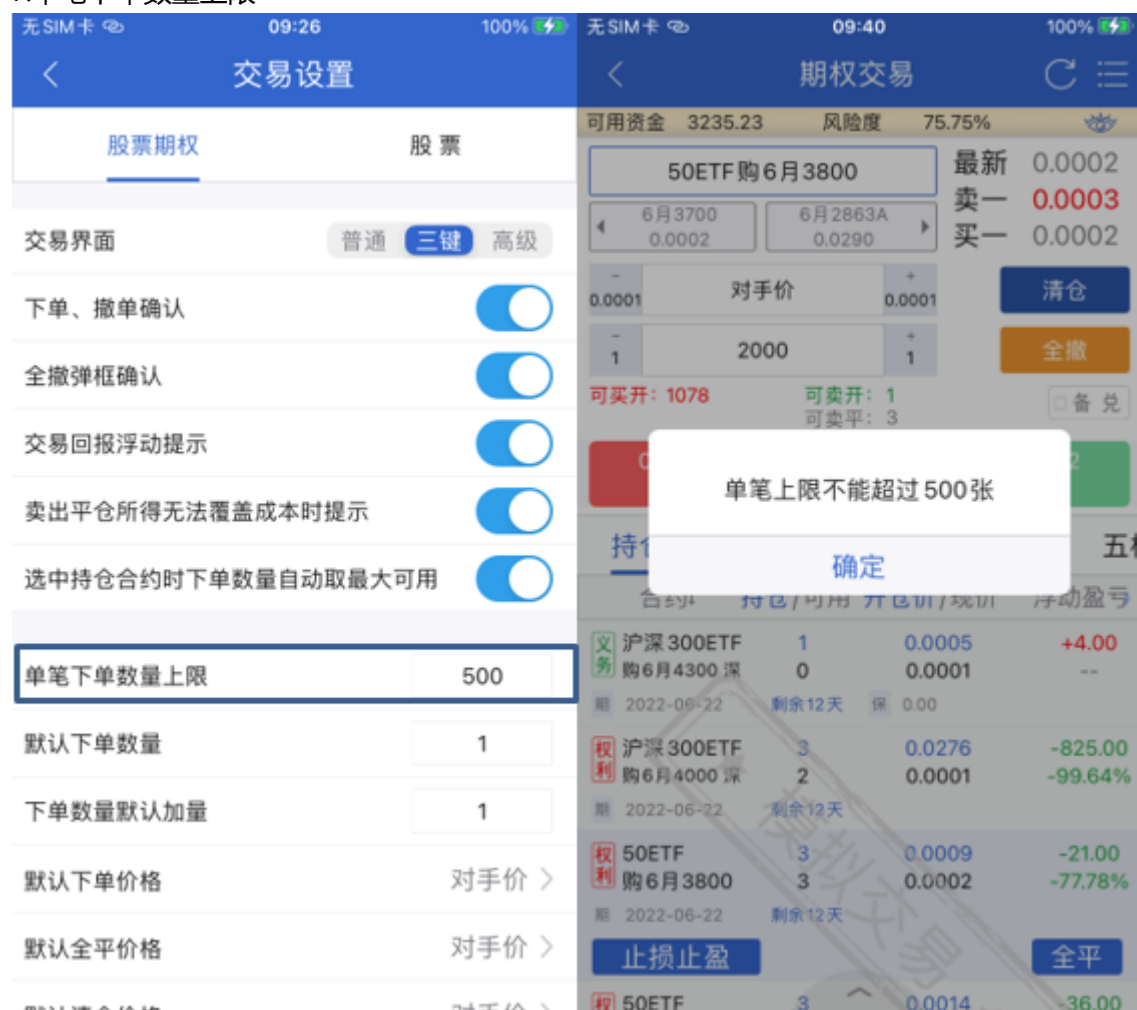 无SIM卡 09:26 100%
交易设置
股票期权 股 票
交易界面 普通 三键 高级
下单、撤单确认
全撤弹框确认
交易回报浮动提示
卖出平仓所得无法覆盖成本时提示
选中持仓合约时下单数量自动取最大可用
单笔下单数量上限 500
默认下单数量 1
下单数量默认加量 1
默认下单价格 对手价
默认全平价格 对手价
无SIM卡 09:40 100%
期权交易
可用资金 3235.23 风险度 75.75%
50ETF购6月3800
最新 0.0002
卖一 0.0003
买一 0.0002
6月3700 6月2863A
0.0002 0.0290
- 对手价 +
0.0001 0.0001
清仓
- 2000 +
1 1
全撤
可买开: 1078 可卖开: 1
可卖平: 3
备 兑
单笔上限不能超过500张
确定
合约 持仓/可用 开仓价/现价 浮动盈亏
义务 沪深300ETF 1 0.0005 +4.00
购6月4300 深 0 0.0001 --
期 2022-06-22 剩余12天 保 0.00
权利 沪深300ETF 3 0.0276 -825.00
购6月4000 深 2 0.0001 -99.64%
期 2022-06-22 剩余12天
权利 50ETF 3 0.0009 -21.00
购6月3800 3 0.0002 -77.78%
期 2022-06-22 剩余12天
止损止盈 全平
权 50ETF 3 0.0014 -36.00
模拟交易